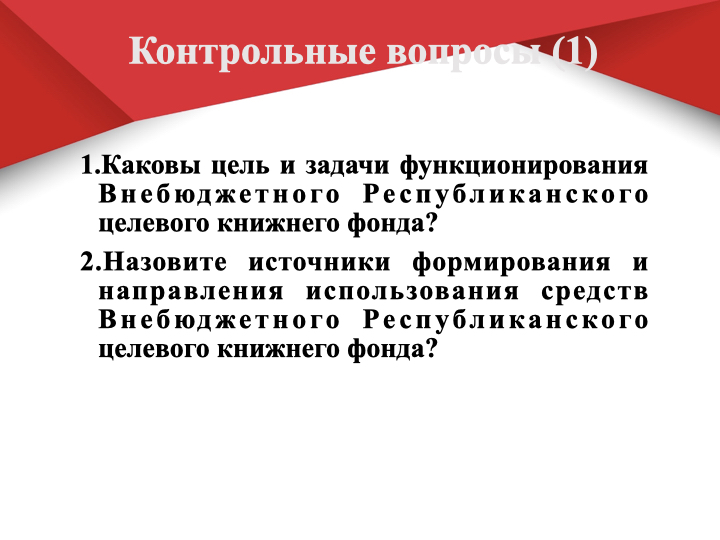 Контрольные вопросы (1)
1.Каковы цель и задачи функционирования
Внебюджетного Республиканского
целевого книжнего фонда?
2.Назовите источники формирования и
направления использования средств
Внебюджетного Республиканского
целевого книжнего фонда?